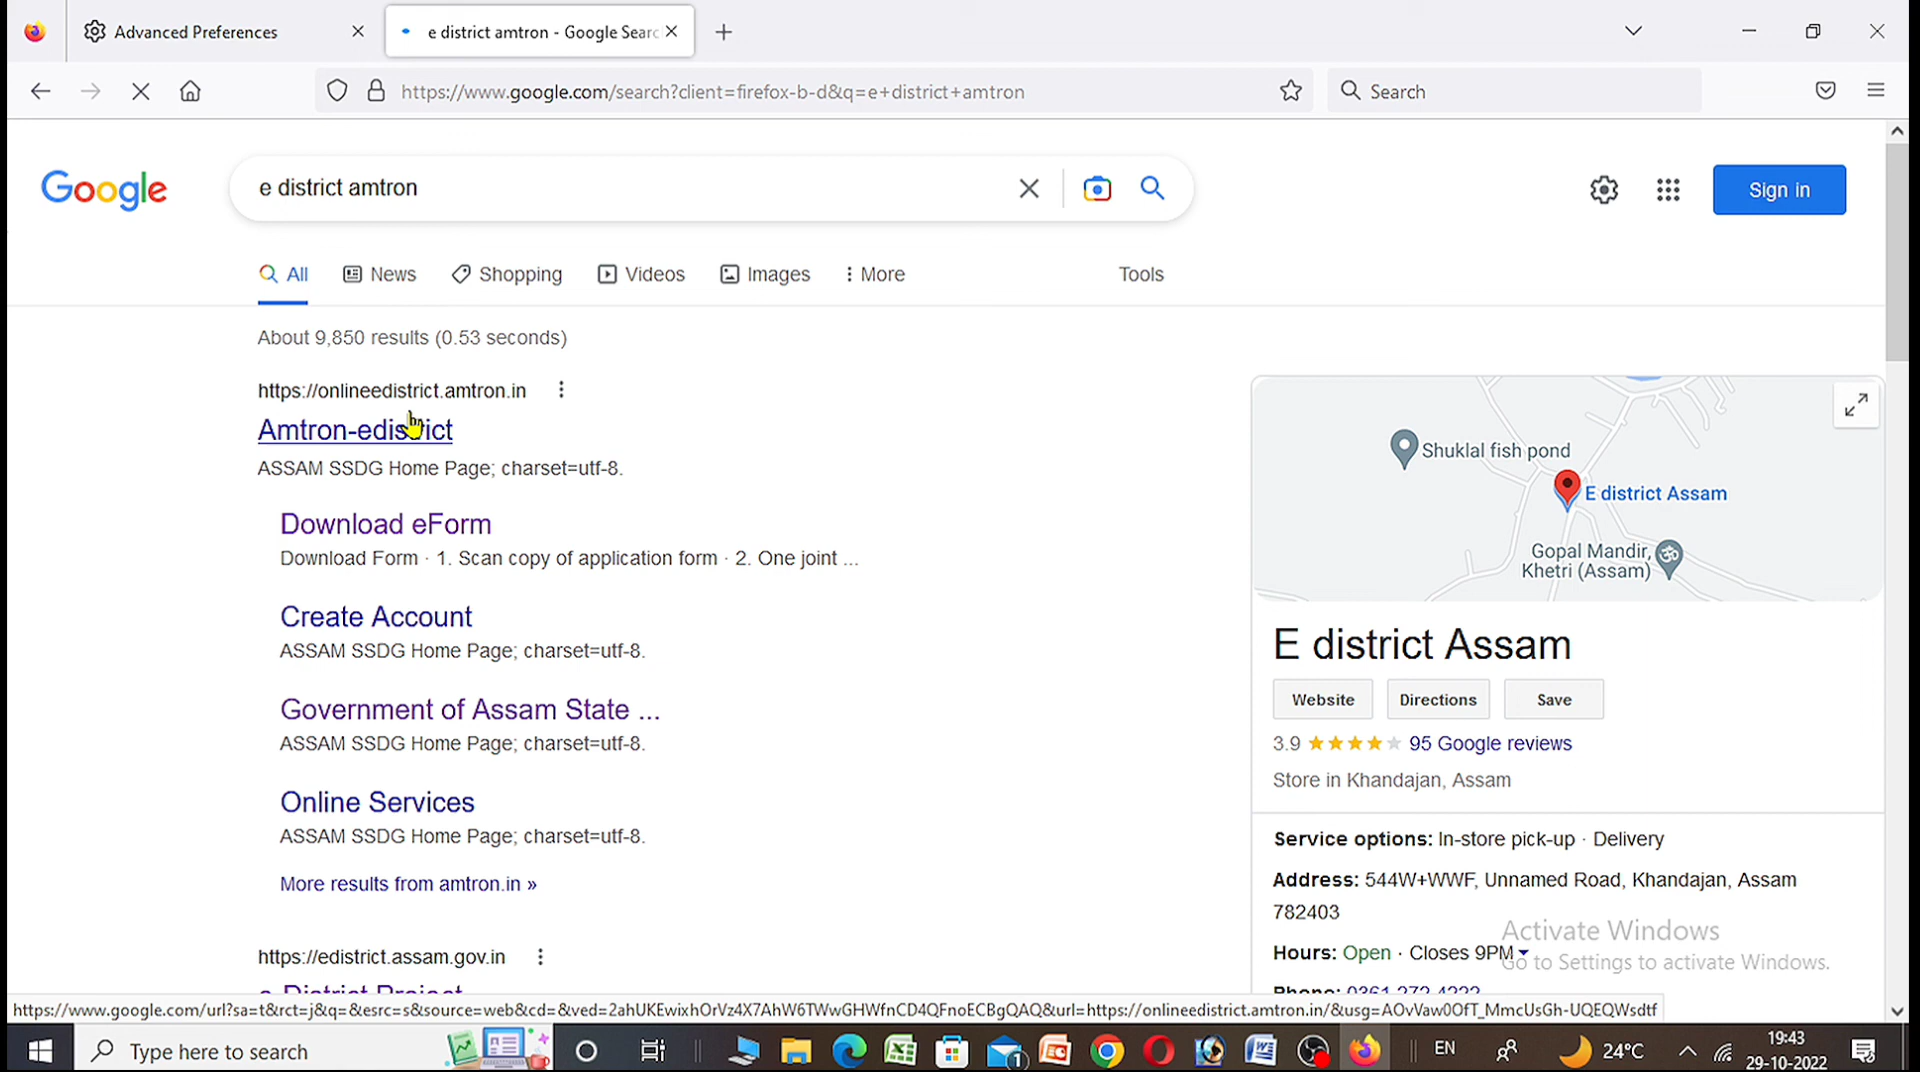 Advanced Preferences
e district amtron - Google Searc
https://www.google.com/search?client=firefox-b-d&q=e+district+amtron
Search
Google
e district amtron
Sign in
All
News
Shopping
Videos
Images
More
Tools
About 9,850 results (0.53 seconds)
https://onlineedistrict.amtron.in
Amtron-edistrict
ASSAM SSDG Home Page; charset=utf-8.
Download eForm
Download Form · 1. Scan copy of application form · 2. One joint ...
Create Account
ASSAM SSDG Home Page; charset=utf-8.
Government of Assam State ...
ASSAM SSDG Home Page; charset=utf-8.
Online Services
ASSAM SSDG Home Page; charset=utf-8.
More results from amtron.in »
https://edistrict.assam.gov.in
e-District Project
Shuklal fish pond
E district Assam
Gopal Mandir,
Khetri (Assam)
E district Assam
Website
Directions
Save
3.9
95 Google reviews
Store in Khandajan, Assam
Service options: In-store pick-up · Delivery
Address: 544W+WWF, Unnamed Road, Khandajan, Assam
782403
Hours: Open · Closes 9PM
Phone: 0361 272 4222
Activate Windows
Go to Settings to activate Windows.
https://www.google.com/url?sa=t&rct=j&q=&esrc=s&source=web&cd=&ved=2ahUKEwixhOrVz4X7AhW6TWwGHWfnCD4QFnoECBgQAQ&url=https://onlineedistrict.amtron.in/&usg=AOvVaw0OfT_MmcUsGh-UQEQWsdtf
Type here to search
1
EN
24°C
19:43
29-10-2022